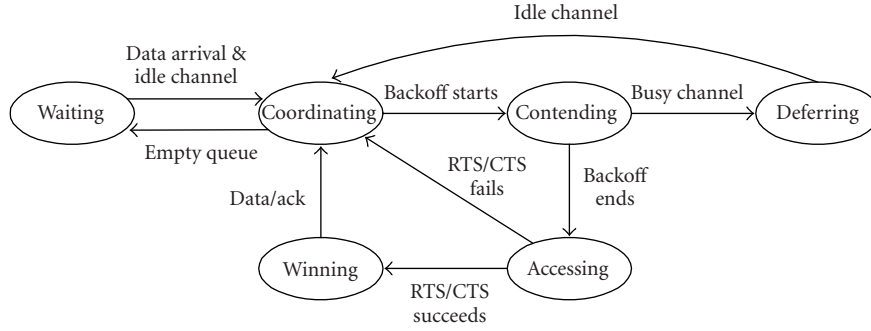 Idle channel
Data arrival &
idle channel
Waiting
Coordinating
Backoff starts
Contending
Busy channel
Deferring
Empty queue
RTS/CTS
fails
Backoff
ends
Data/ack
Winning
Accessing
RTS/CTS
succeeds